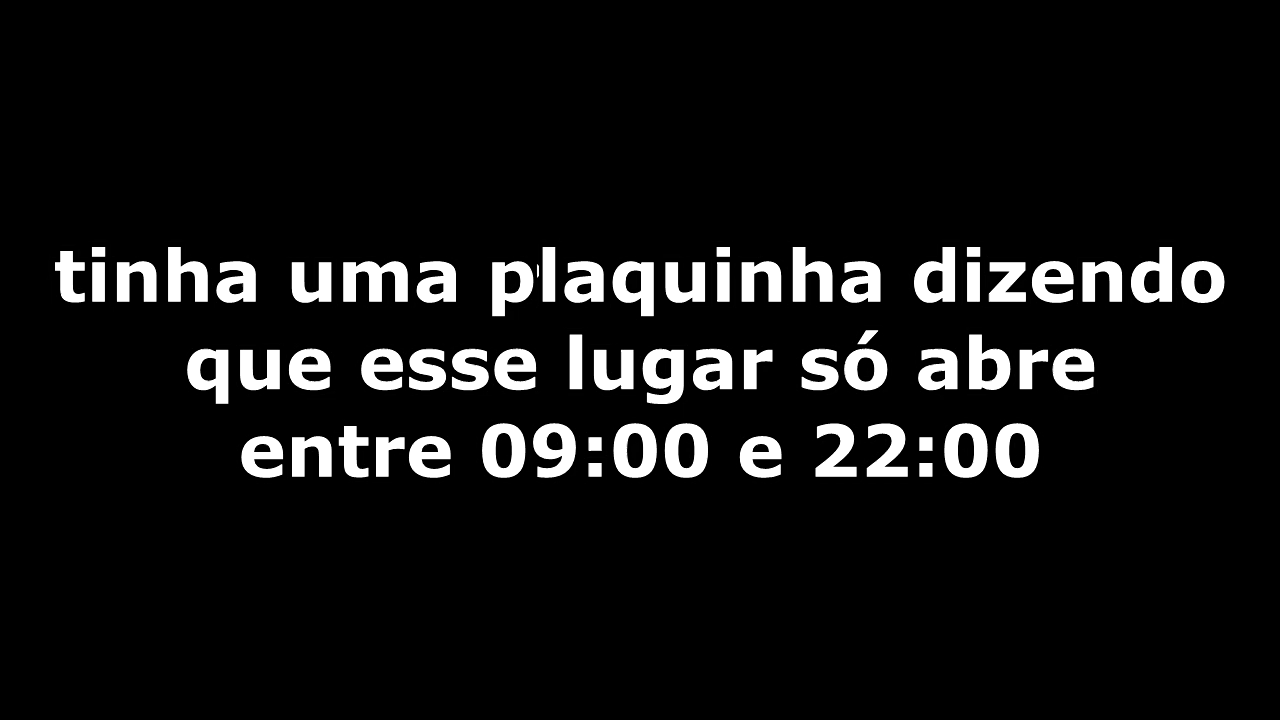 tinha uma plaquinha dizendo
que esse lugar só abre
entre 09:00 e 22:00